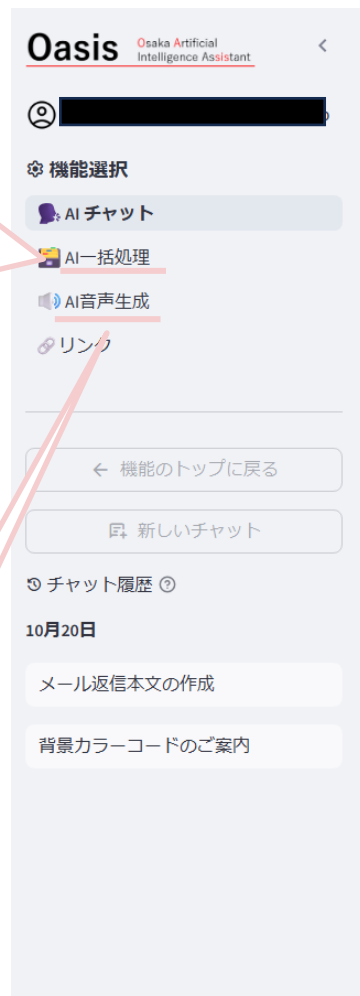 Oasis
Osaka Artificial
Intelligence Assistant
機能選択
AI チャット
AI一括処理
AI音声生成
リンク
機能のトップに戻る
新しいチャット
チャット履歴
10月20日
メール返信本文の作成
背景カラーコードのご案内